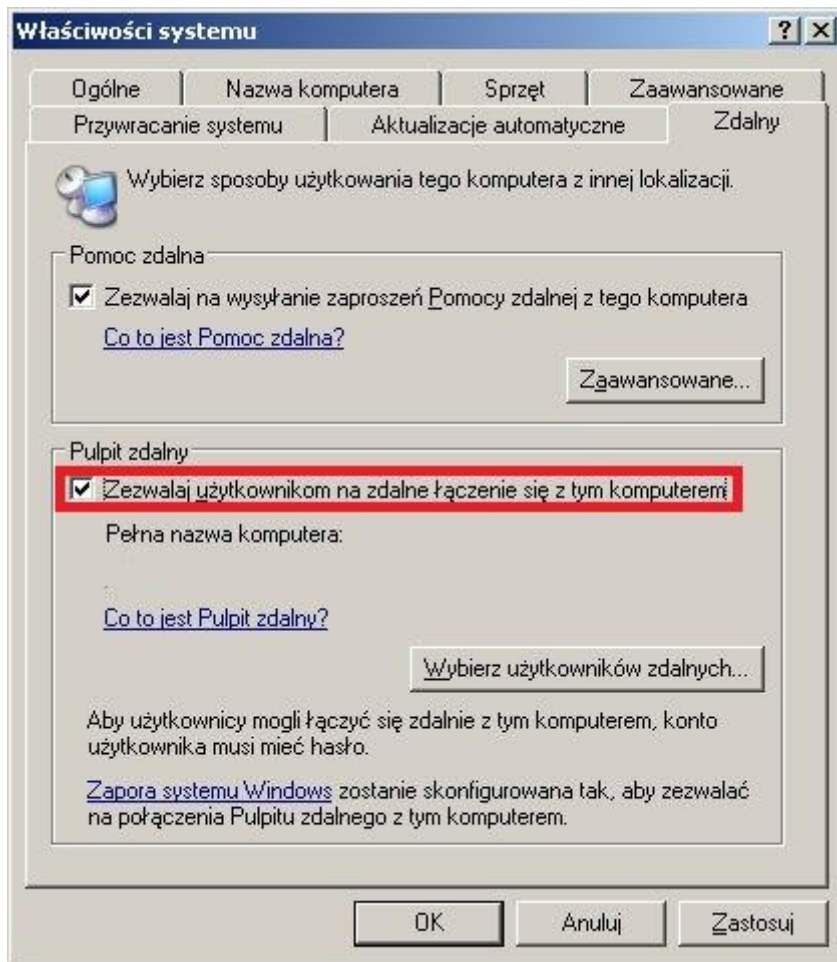 Właściwości systemu
Ogólne
Nazwa komputera
Sprzęt
Zaawansowane
Przywracanie systemu
Aktualizacje automatyczne
Zdalny
Wybierz sposoby użytkowania tego komputera z innej lokalizacji.
Pomoc zdalna
Zezwalaj na wysyłanie zaproszeń Pomocy zdalnej z tego komputera
Co to jest Pomoc zdalna?
Zaawansowane...
Pulpit zdalny
Zezwalaj użytkownikom na zdalne łączenie się z tym komputerem
Pełna nazwa komputera:
Co to jest Pulpit zdalny?
Wybierz użytkowników zdalnych...
Aby użytkownicy mogli łączyć się zdalnie z tym komputerem, konto
użytkownika musi mieć hasło.
Zapora systemu Windows zostanie skonfigurowana tak, aby zezwalać
na połączenia Pulpitu zdalnego z tym komputerem.
OK
Anuluj
Zastosuj